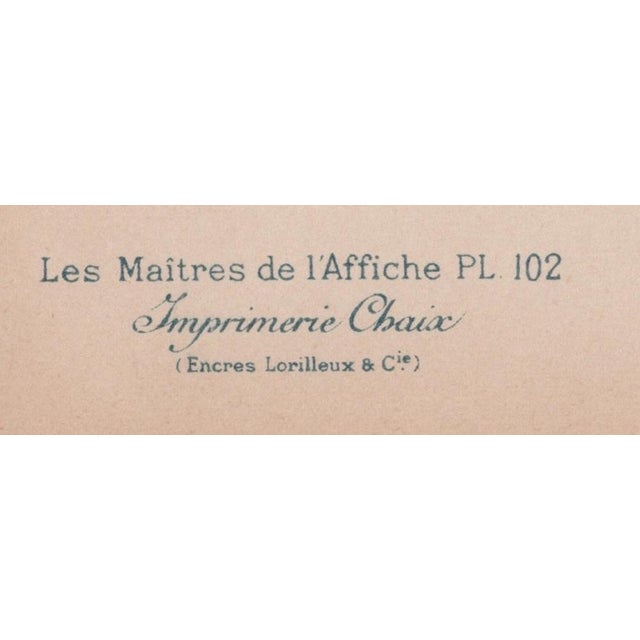 Les Maîtres de l'Affiche PL. 102
Imprimerie Chaix
(Encres Lorilleux & Cie.)